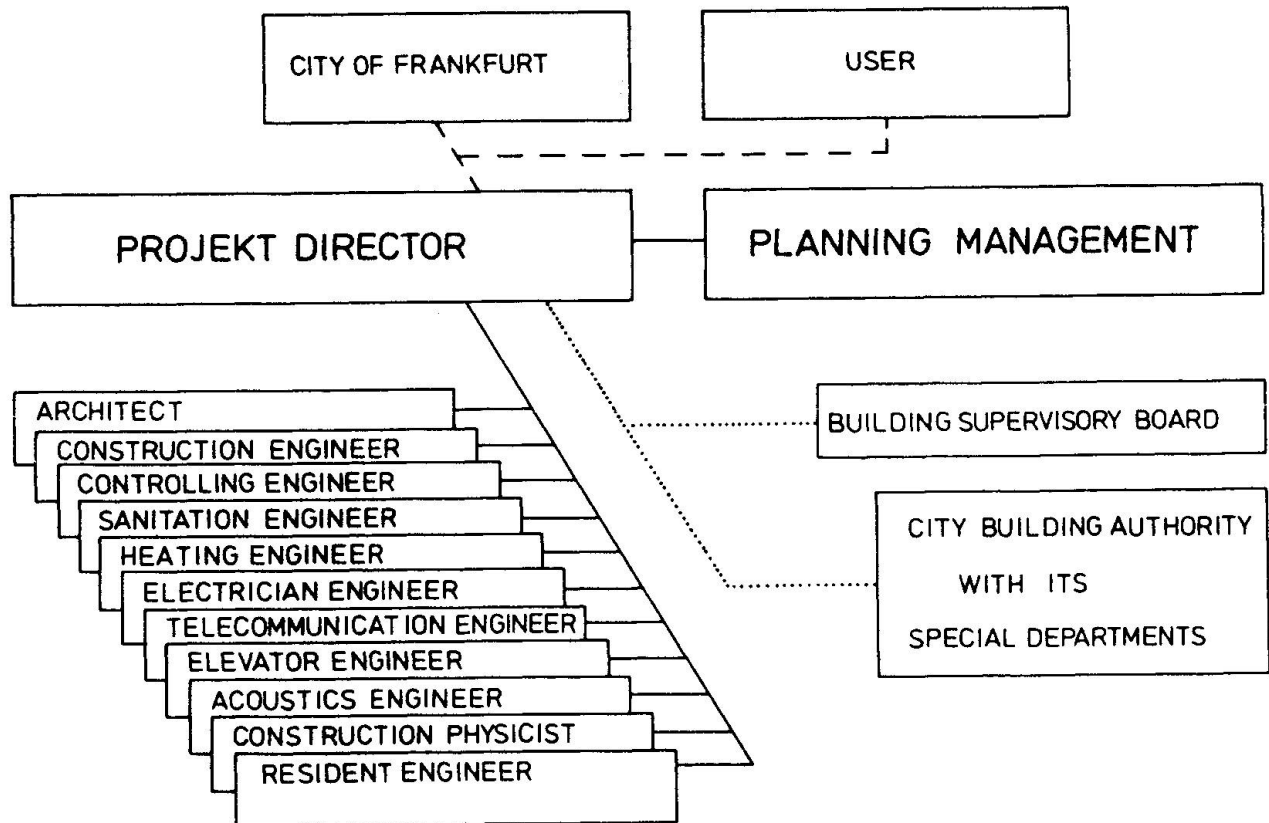 CITY OF FRANKFURT
USER
PROJEKT DIRECTOR
PLANNING MANAGEMENT
ARCHITECT
CONSTRUCTION ENGINEER
CONTROLLING ENGINEER
SANITATION ENGINEER
HEATING ENGINEER
ELECTRICIAN ENGINEER
TELECOMMUNICATION ENGINEER
ELEVATOR ENGINEER
ACOUSTICS ENGINEER
CONSTRUCTION PHYSICIST
RESIDENT ENGINEER
BUILDING SUPERVISORY BOARD
CITY BUILDING AUTHORITY
WITH ITS
SPECIAL DEPARTMENTS